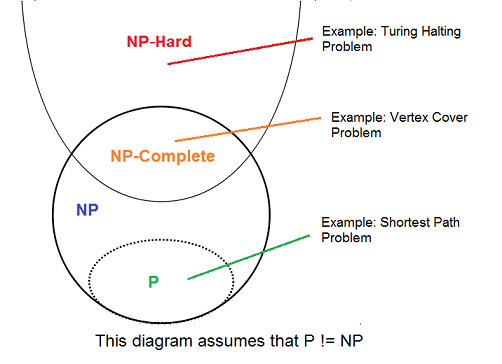 NP-Hard
Example: Turing Halting
Problem
Example: Vertex Cover
Problem
NP-Complete
NP
Example: Shortest Path
Problem
P
This diagram assumes that P != NP